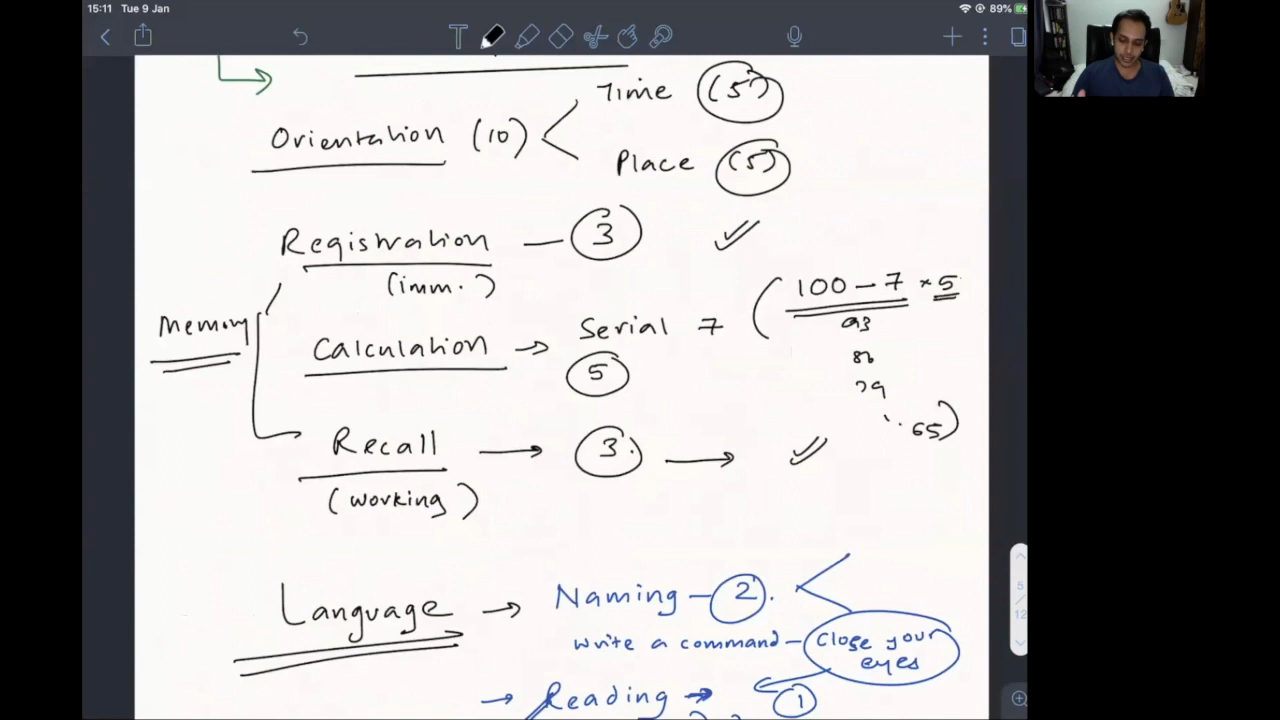 15:11 Tue 9 Jan
89%
Time (5)
Orientation (10)
Place (5)
Registration — 3
(imm.)
100 - 7 × 5
Memory
Serial 7
93
Calculation
5
86
79
65)
Recall → 3.
(working)
Language → Naming - 2.
write a command - Close your
eyes
→ Reading → 1
5
/
12